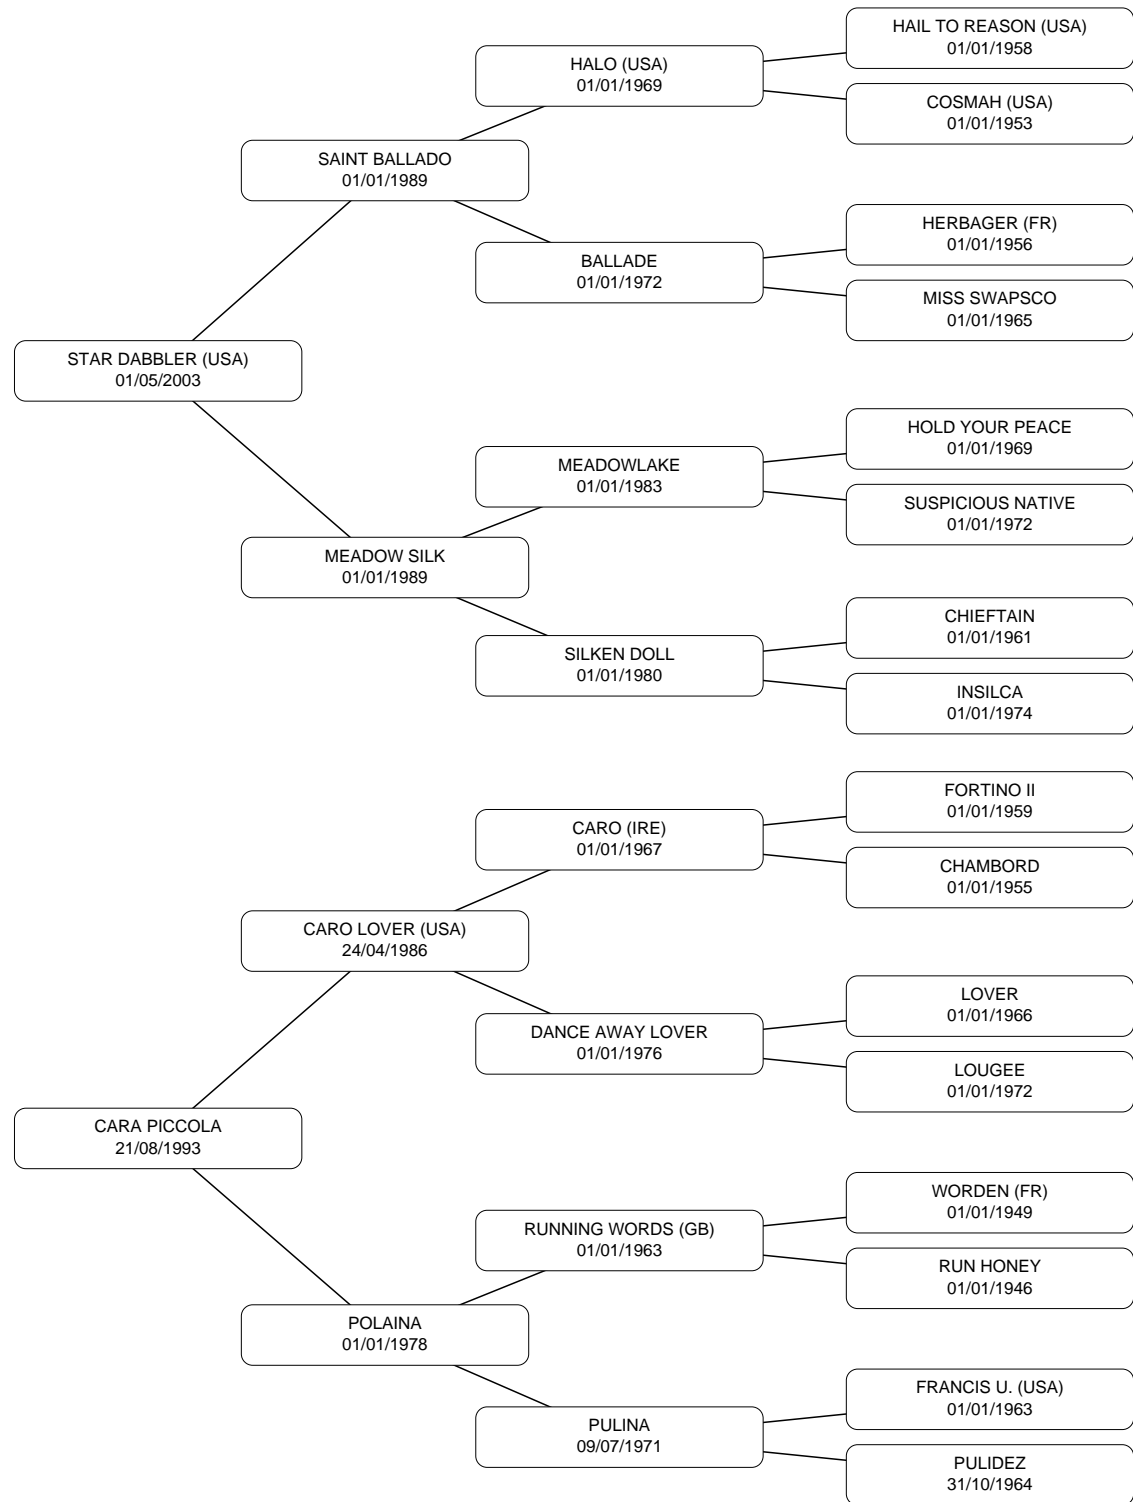 HAIL TO REASON (USA)
01/01/1958
HALO (USA)
01/01/1969
COSMAH (USA)
01/01/1953
SAINT BALLADO
01/01/1989
HERBAGER (FR)
01/01/1956
BALLADE
01/01/1972
MISS SWAPSCO
01/01/1965
STAR DABBLER (USA)
01/05/2003
HOLD YOUR PEACE
01/01/1969
MEADOWLAKE
01/01/1983
SUSPICIOUS NATIVE
01/01/1972
MEADOW SILK
01/01/1989
CHIEFTAIN
01/01/1961
SILKEN DOLL
01/01/1980
INSILCA
01/01/1974
FORTINO II
01/01/1959
CARO (IRE)
01/01/1967
CHAMBORD
01/01/1955
CARO LOVER (USA)
24/04/1986
LOVER
01/01/1966
DANCE AWAY LOVER
01/01/1976
LOUGEE
01/01/1972
CARA PICCOLA
21/08/1993
WORDEN (FR)
01/01/1949
RUNNING WORDS (GB)
01/01/1963
RUN HONEY
01/01/1946
POLAINA
01/01/1978
FRANCIS U. (USA)
01/01/1963
PULINA
09/07/1971
PULIDEZ
31/10/1964